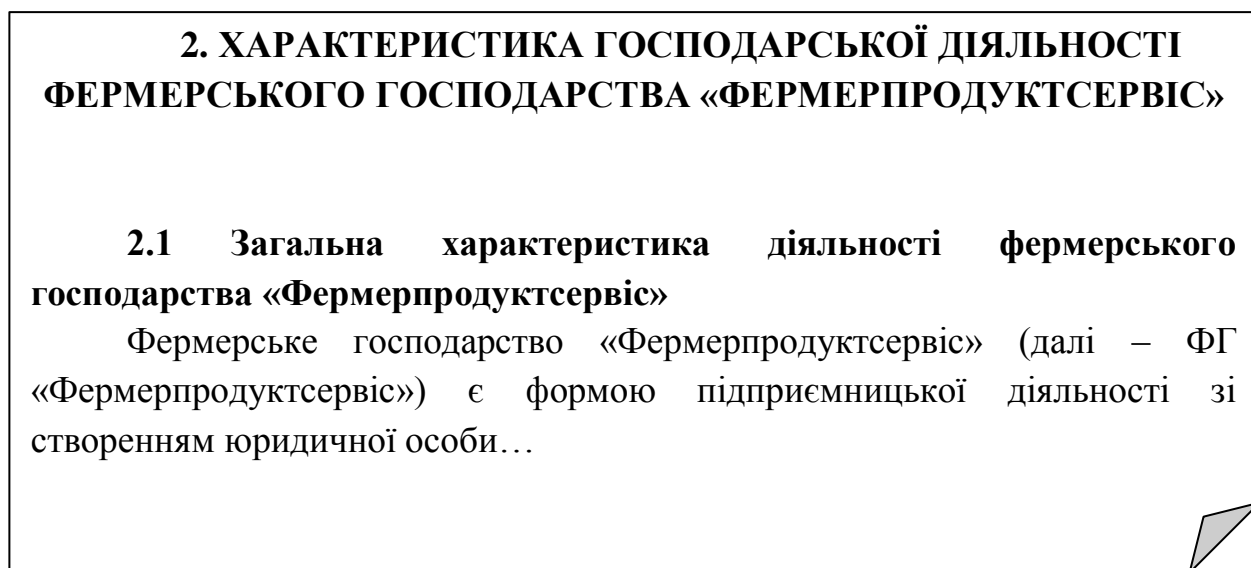 2. ХАРАКТЕРИСТИКА ГОСПОДАРСЬКОЇ ДІЯЛЬНОСТІ
ФЕРМЕРСЬКОГО ГОСПОДАРСТВА «ФЕРМЕРПРОДУКТСЕРВІС»
2.1 Загальна характеристика діяльності фермерського
господарства «Фермерпродуктсервіс»
Фермерське господарство «Фермерпродуктсервіс» (далі – ФГ
«Фермерпродуктсервіс») є формою підприємницької діяльності зі
створенням юридичної особи…